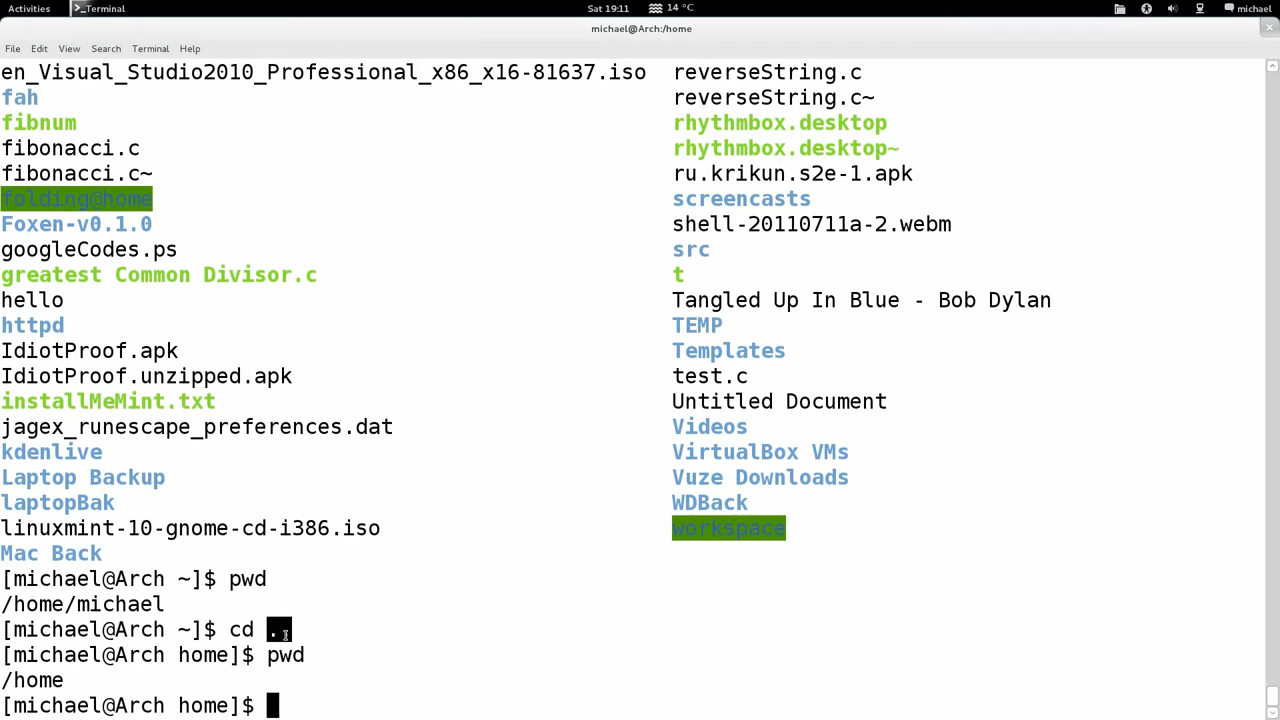 Activities Terminal Sat 19:11 14 °C michael
michael@Arch:/home
File Edit View Search Terminal Help
en_Visual_Studio2010_Professional_x86_x16-81637.iso reverseString.c
fah reverseString.c~
fibnum rhythmbox.desktop
fibonacci.c rhythmbox.desktop~
fibonacci.c~ ru.krikun.s2e-1.apk
folding@home screencasts
Foxen-v0.1.0 shell-20110711a-2.webm
googleCodes.ps src
greatest Common Divisor.c t
hello Tangled Up In Blue - Bob Dylan
httpd TEMP
IdiotProof.apk Templates
IdiotProof.unzipped.apk test.c
installMeMint.txt Untitled Document
jagex_runescape_preferences.dat Videos
kdenlive VirtualBox VMs
Laptop Backup Vuze Downloads
laptopBak WDBack
linuxmint-10-gnome-cd-i386.iso workspace
Mac Back
[michael@Arch ~]$ pwd
/home/michael
[michael@Arch ~]$ cd ..
[michael@Arch home]$ pwd
/home
[michael@Arch home]$